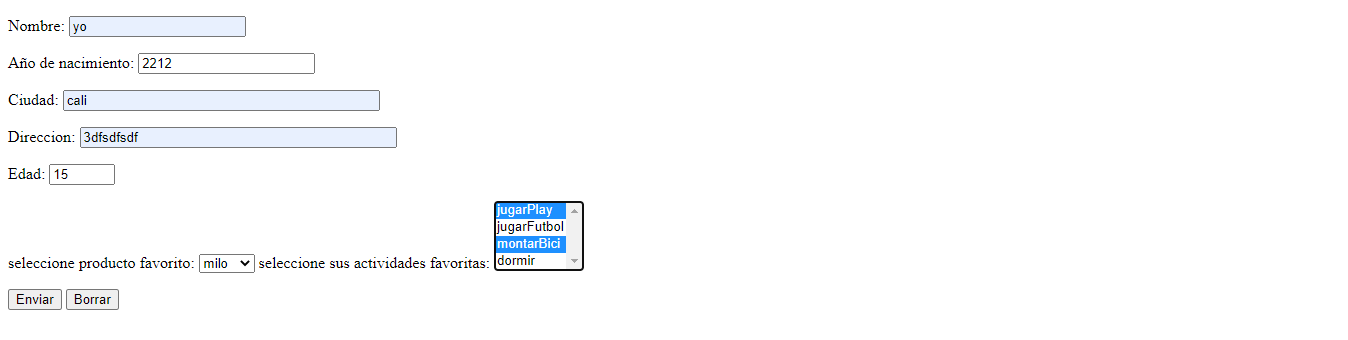 Nombre: yo
Año de nacimiento: 2212
Ciudad: cali
Direccion: 3dfsdfsdf
Edad: 15
jugarPlay
jugarFutbol
montarBici
seleccione producto favorito: milo seleccione sus actividades favoritas: dormir
Enviar Borrar